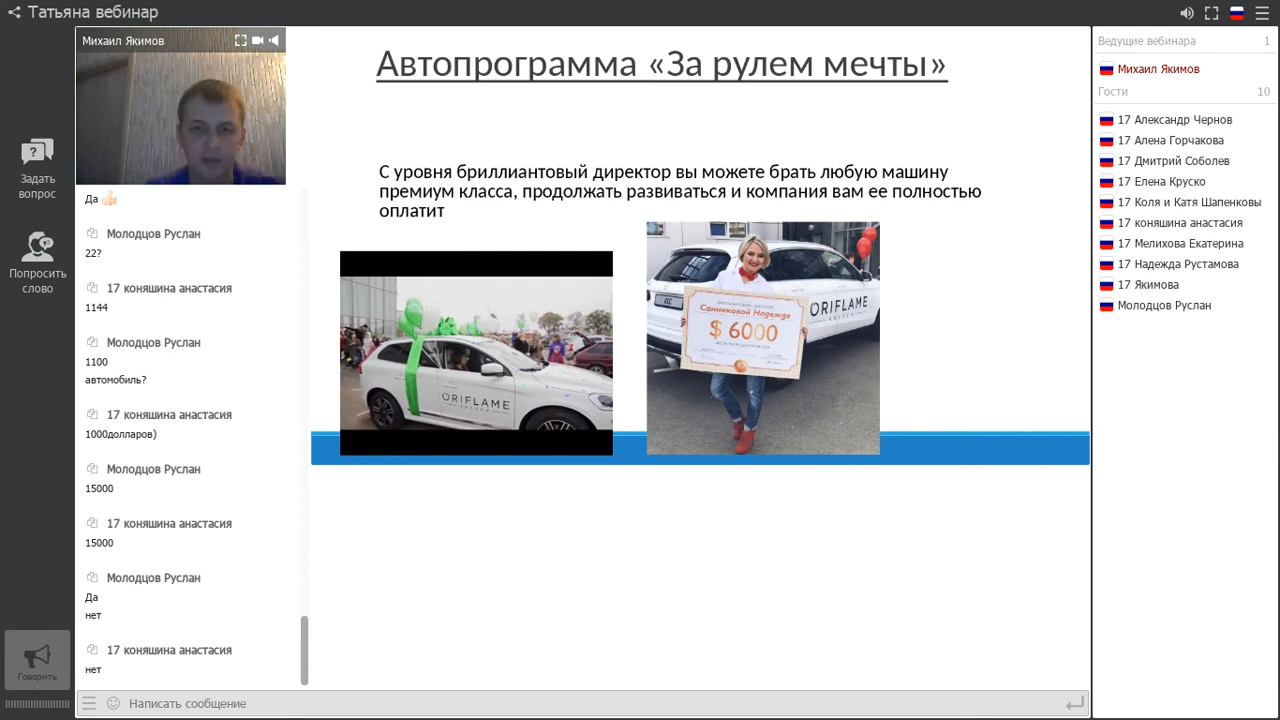 Татьяна вебинар
Задать
вопрос
Попросить
слово
Говорить
Михаил Якимов
Да
Молодцов Руслан
22?
17 коняшина анастасия
1144
Молодцов Руслан
1100
автомобиль?
17 коняшина анастасия
1000долларов)
Молодцов Руслан
15000
17 коняшина анастасия
15000
Молодцов Руслан
Да
нет
17 коняшина анастасия
нет
Написать сообщение
Автопрограмма «За рулем мечты»
С уровня бриллиантовый директор вы можете брать любую машину
премиум класса, продолжать развиваться и компания вам ее полностью
оплатит
ORIFLAME
SWEDEN
ORIFLAME
SWEDEN
Санниковой Надежде
$ 6000
Ведущие вебинара 1
Михаил Якимов
Гости 10
17 Александр Чернов
17 Алена Горчакова
17 Дмитрий Соболев
17 Елена Круско
17 Коля и Катя Шапенковы
17 коняшина анастасия
17 Мелихова Екатерина
17 Надежда Рустамова
17 Якимова
Молодцов Руслан